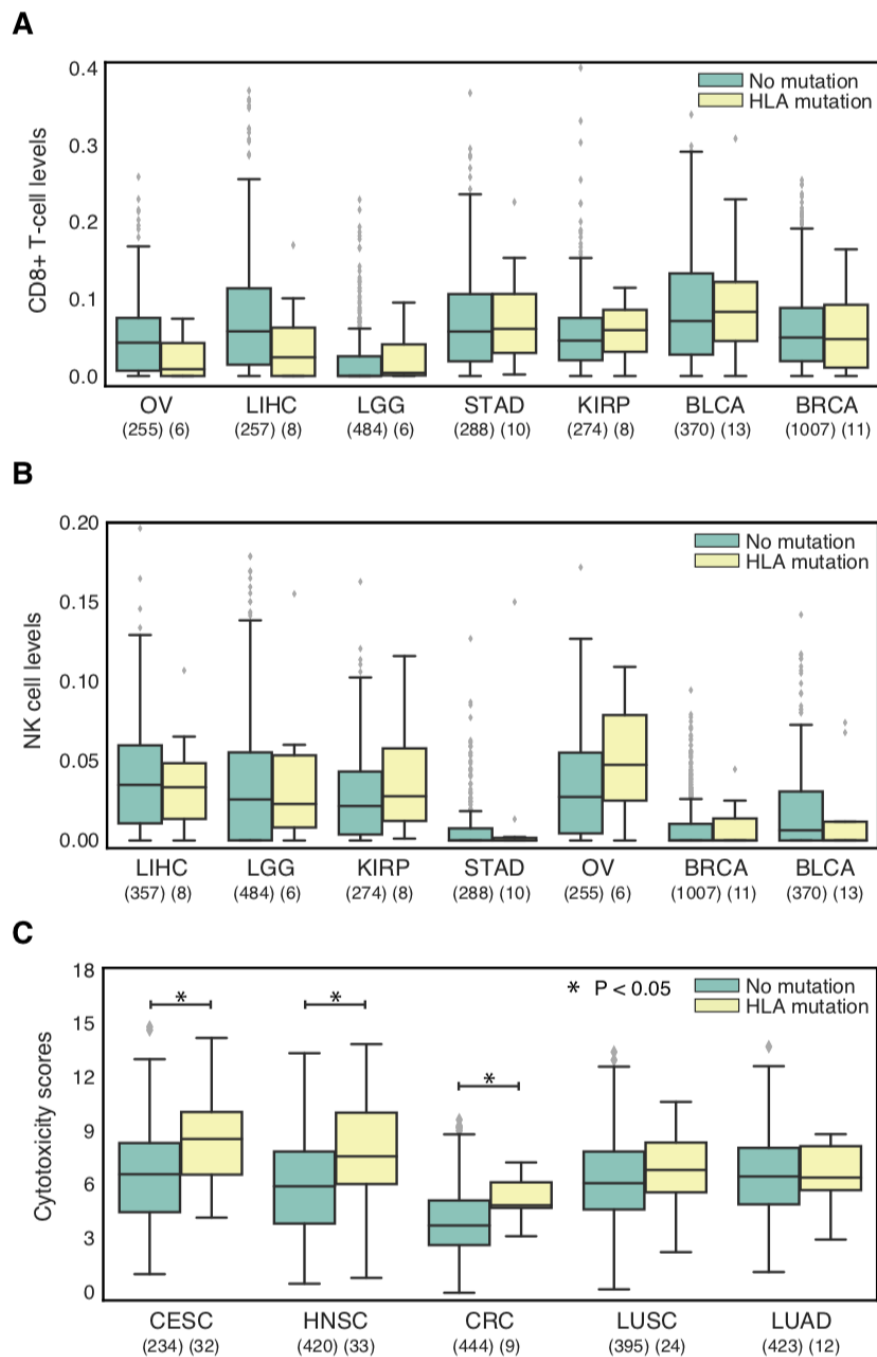 A
CD8+ T-cell levels
0.4
0.3
0.2
0.1
0.0
No mutation
HLA mutation
OV LIHC LGG STAD KIRP BLCA BRCA
(255) (6) (257) (8) (484) (6) (288) (10) (274) (8) (370) (13) (1007) (11)
B
NK cell levels
0.20
0.15
0.10
0.05
0.00
No mutation
HLA mutation
LIHC LGG KIRP STAD OV BRCA BLCA
(357) (8) (484) (6) (274) (8) (288) (10) (255) (6) (1007) (11) (370) (13)
C
Cytotoxicity scores
18
15
12
9
6
3
0
* * *
* P < 0.05
No mutation
HLA mutation
CESC HNSC CRC LUSC LUAD
(234) (32) (420) (33) (444) (9) (395) (24) (423) (12)